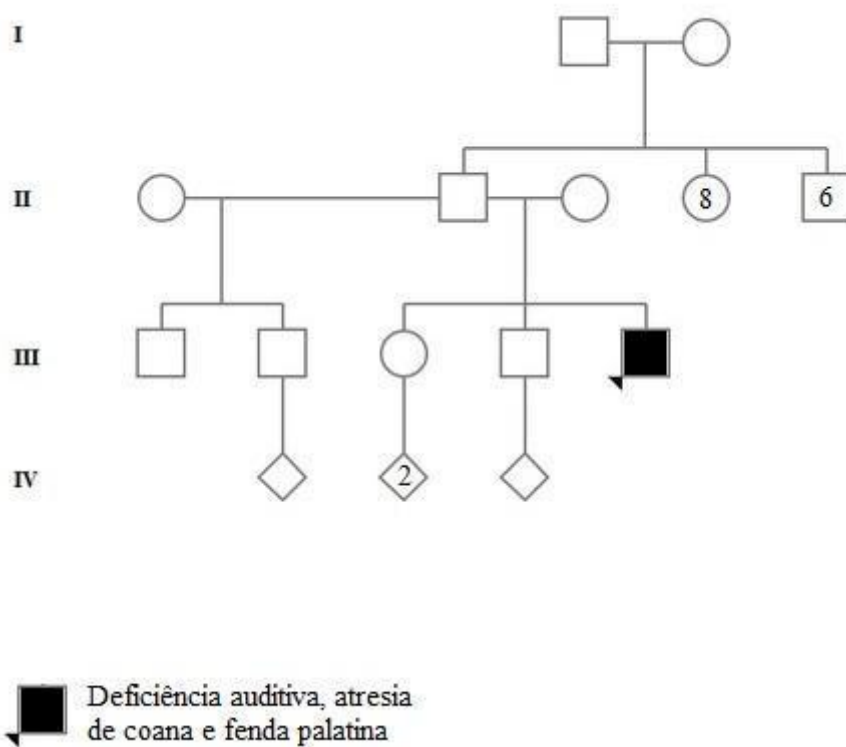 I
II
8
6
III
IV
2
Deficiência auditiva, atresia
de coana e fenda palatina